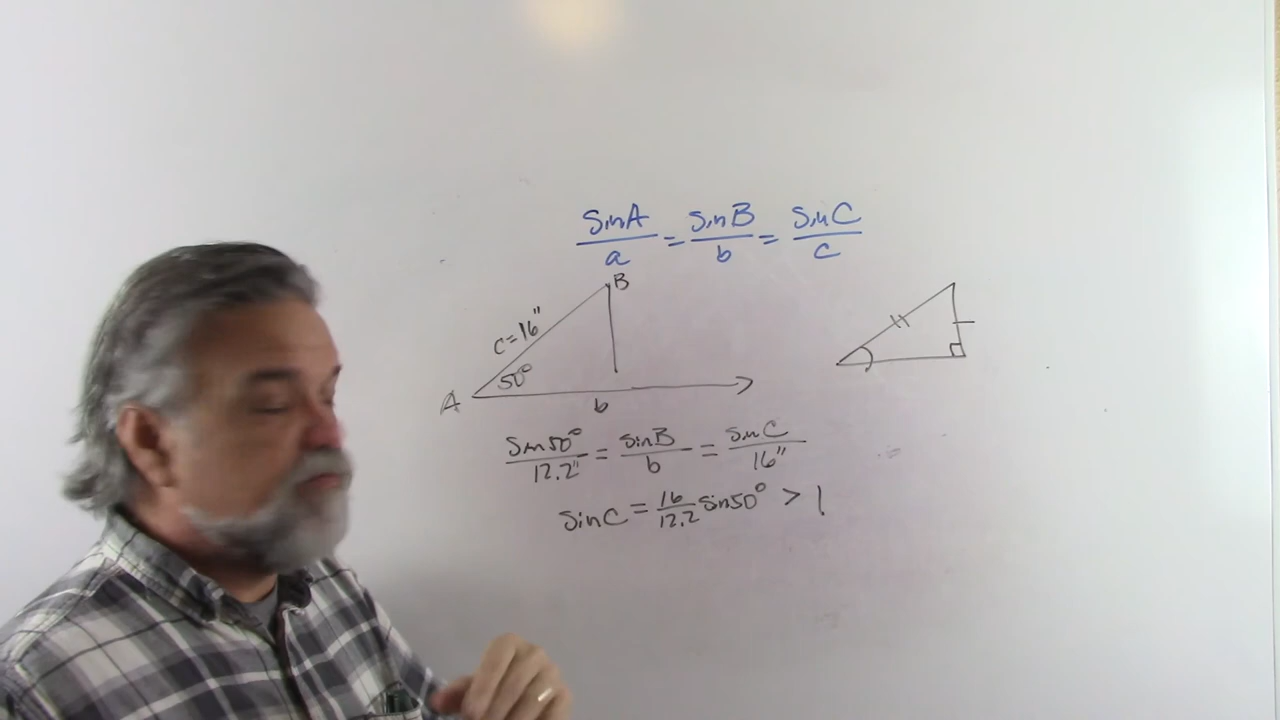 SinA/a = sinB/b = SinC/c
B
c=16"
50°
A
b
Sin50°/12.2" = sinB/b = sinC/16"
sinC = 16/12.2 sin50° > 1